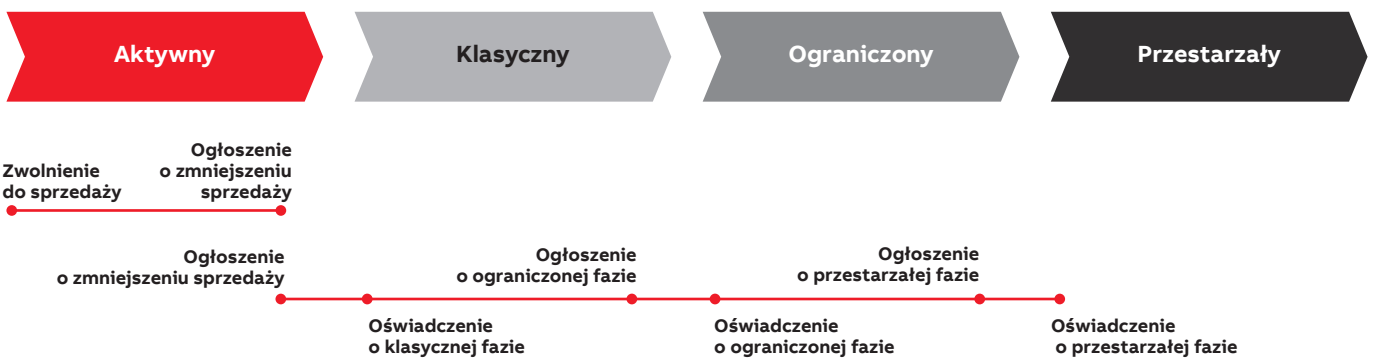 Aktywny
Klasyczny
Ograniczony
Przestarzały
Zwolnienie
do sprzedaży
Ogłoszenie
o zmniejszeniu
sprzedaży
Ogłoszenie
o zmniejszeniu sprzedaży
Ogłoszenie
o ograniczonej fazie
Ogłoszenie
o przestarzałej fazie
Oświadczenie
o klasycznej fazie
Oświadczenie
o ograniczonej fazie
Oświadczenie
o przestarzałej fazie